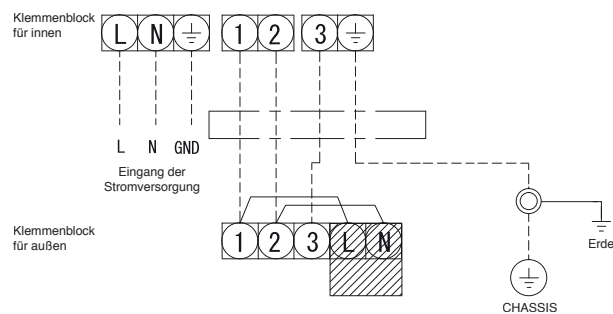 Klemmenblock
für innen
L N
1 2
3
L N GND
Eingang der
Stromversorgung
Klemmenblock
für außen
1 2 3 L N
Erde
CHASSIS